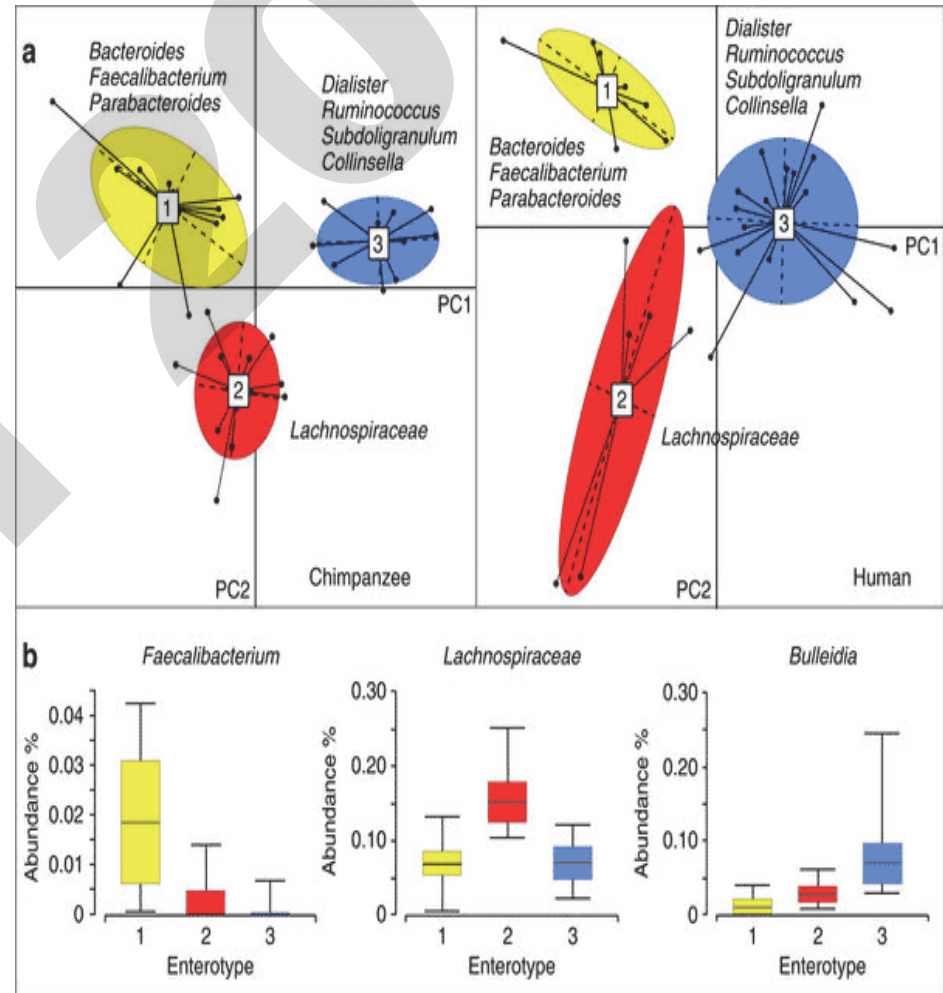 a
Bacteroides
Faecalibacterium
Parabacteroides
Dialister
Ruminococcus
Subdoligranulum
Collinsella
1
3
2
PC1
Lachnospiraceae
PC2
Chimpanzee
Dialister
Ruminococcus
Subdoligranulum
Collinsella
1
Bacteroides
Faecalibacterium
Parabacteroides
3
PC1
2
Lachnospiraceae
PC2
Human
b
Faecalibacterium
Abundance %
0.04
0.03
0.02
0.01
0
1 2 3
Enterotype
Lachnospiraceae
Abundance %
0.30
0.20
0.10
0
1 2 3
Enterotype
Bulleidia
Abundance %
0.30
0.20
0.10
0
1 2 3
Enterotype